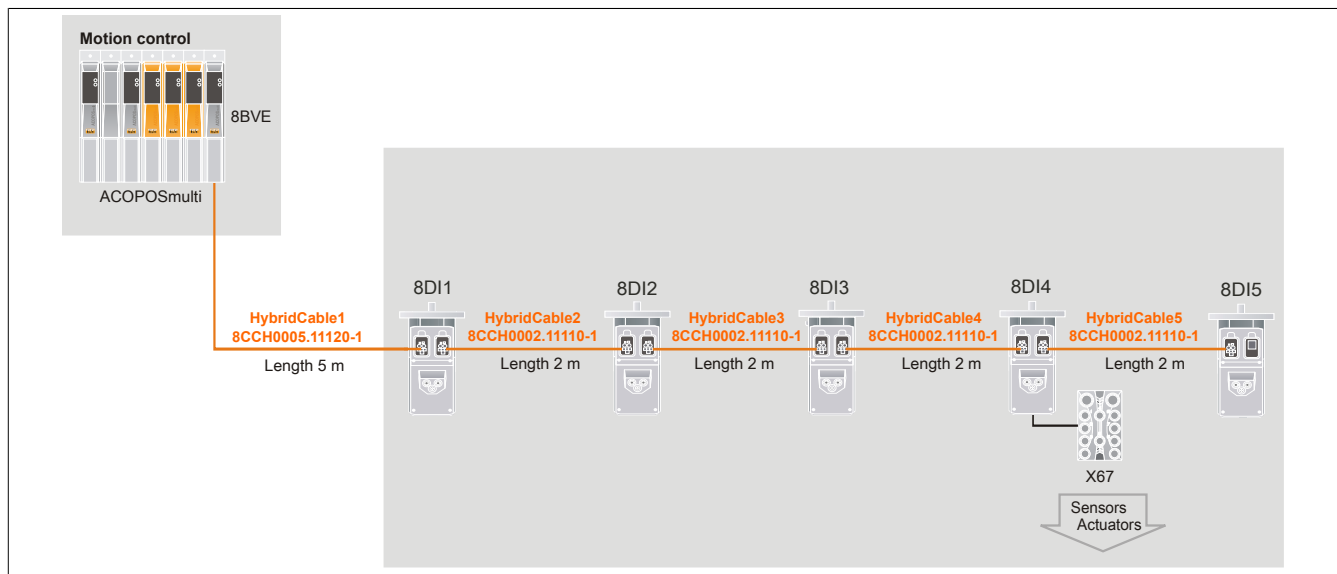 Motion control
8BVE
ACOPOSmulti
8DI1
8DI2
8DI3
8DI4
8DI5
HybridCable1
8CCH0005.11120-1
Length 5 m
HybridCable2
8CCH0002.11110-1
Length 2 m
HybridCable3
8CCH0002.11110-1
Length 2 m
HybridCable4
8CCH0002.11110-1
Length 2 m
HybridCable5
8CCH0002.11110-1
Length 2 m
X67
Sensors
Actuators